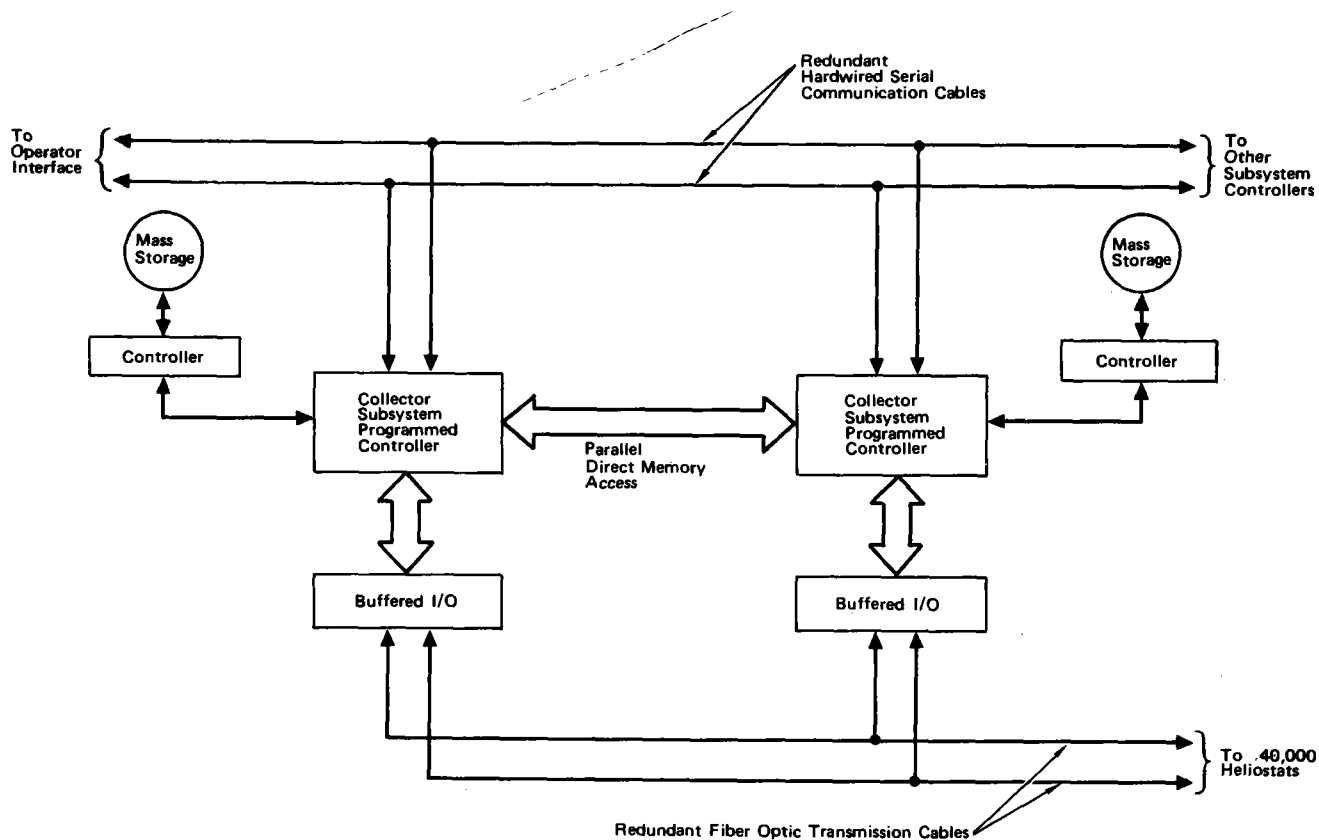 Redundant
Hardwired Serial
Communication Cables
To
Operator
Interface
To
Other
Subsystem
Controllers
Mass
Storage
Mass
Storage
Controller
Controller
Collector
Subsystem
Programmed
Controller
Collector
Subsystem
Programmed
Controller
Parallel
Direct Memory
Access
Buffered I/O
Buffered I/O
To 40,000
Heliostats
Redundant Fiber Optic Transmission Cables